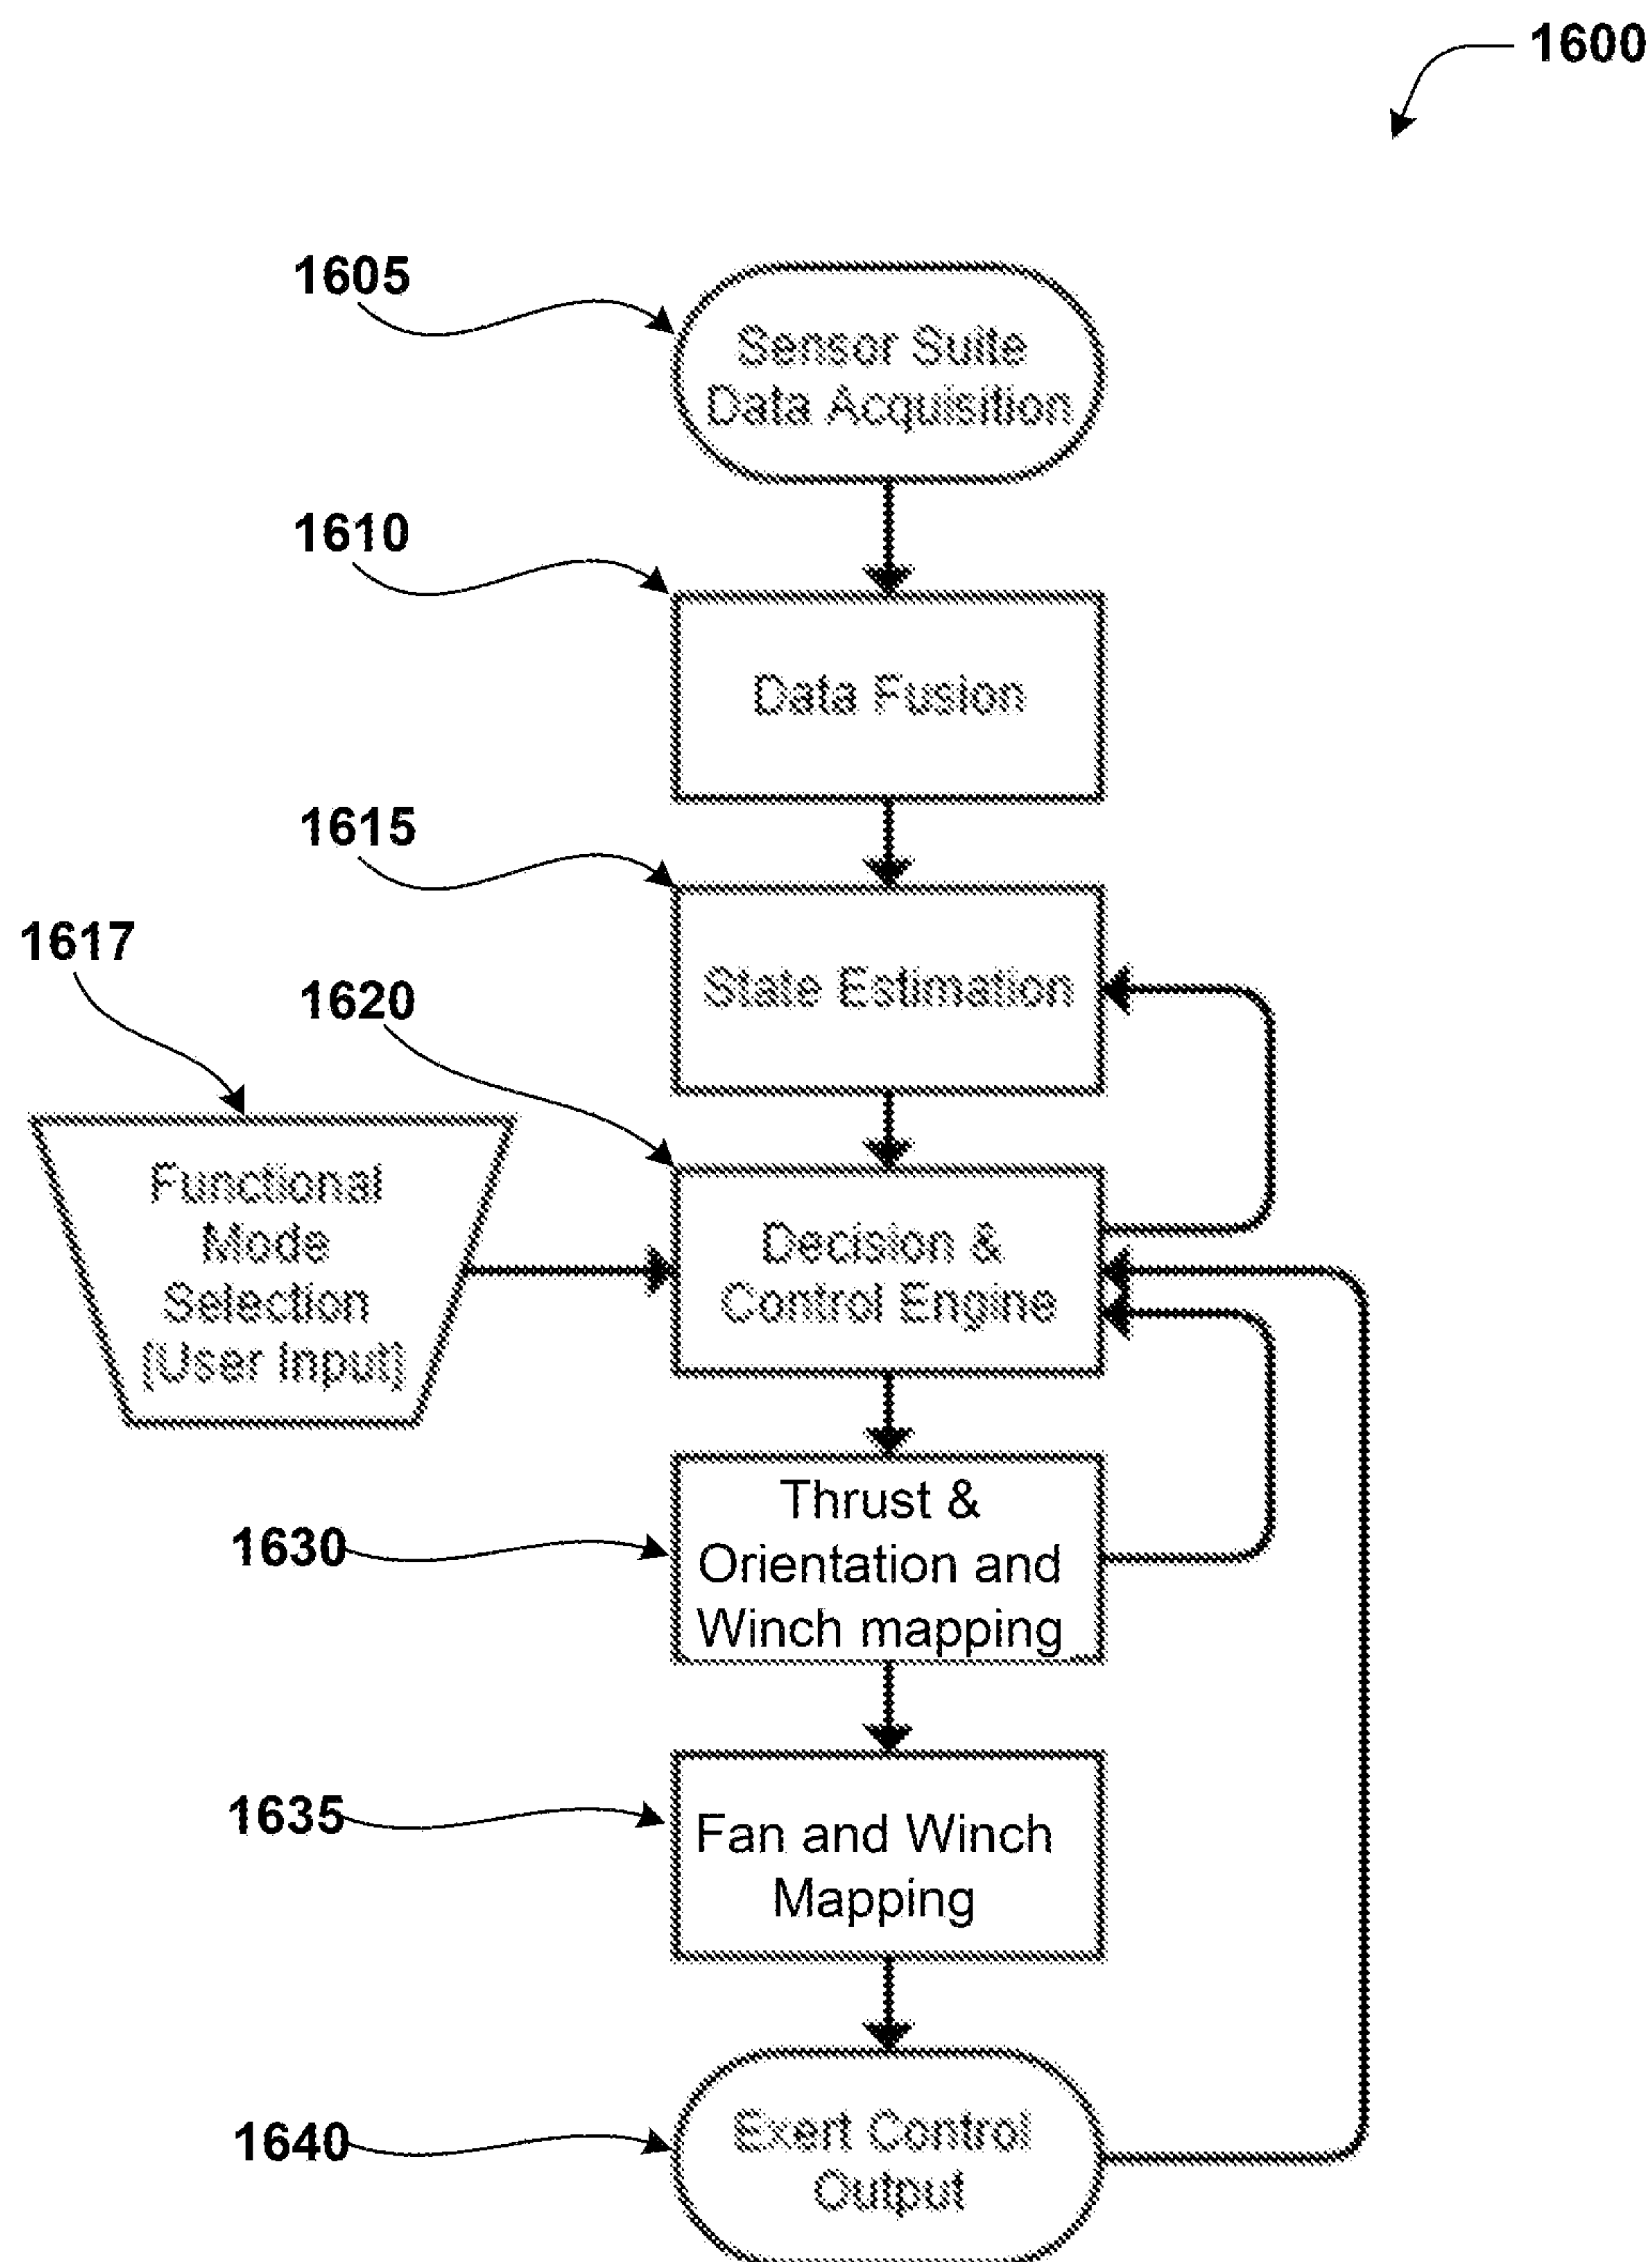 1600
1605
Sensor Suite
Data Acquisition
1610
Data Fusion
1615
State Estimation
1617
1620
Functional
Mode
Selection
[User Input]
Decision &
Control Engine
1630
Thrust &
Orientation and
Winch mapping
1635
Fan and Winch
Mapping
1640
Exert Control
Output